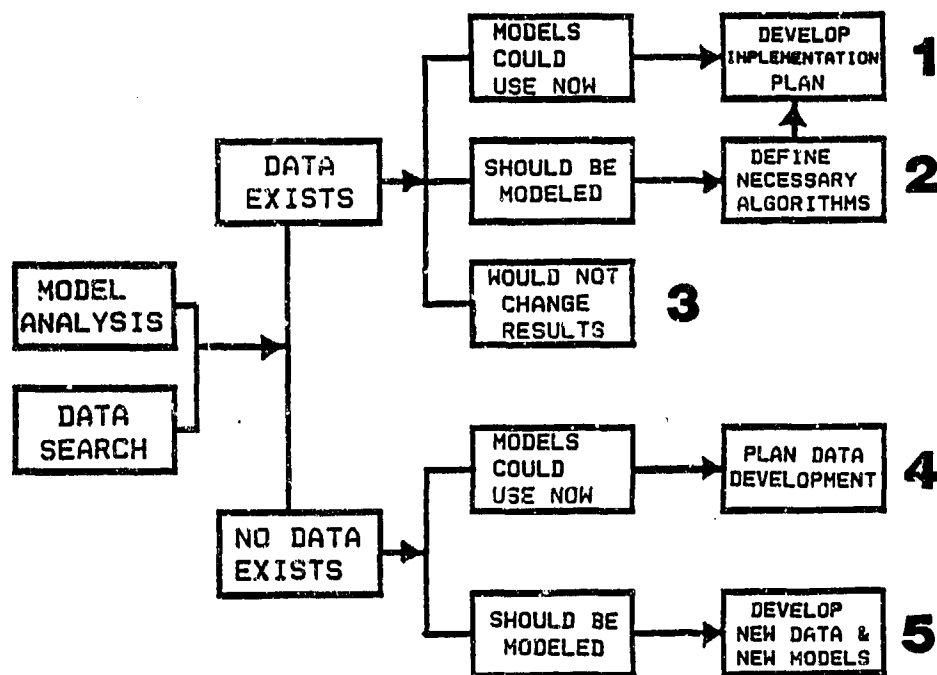 MODELS
COULD
USE NOW
DEVELOP
IMPLEMENTATION
PLAN
1
DATA
EXISTS
SHOULD BE
MODELED
DEFINE
NECESSARY
ALGORITHMS
2
MODEL
ANALYSIS
WOULD NOT
CHANGE
RESULTS
3
DATA
SEARCH
MODELS
COULD
USE NOW
PLAN DATA
DEVELOPMENT
4
NO DATA
EXISTS
SHOULD BE
MODELED
DEVELOP
NEW DATA &
NEW MODELS
5